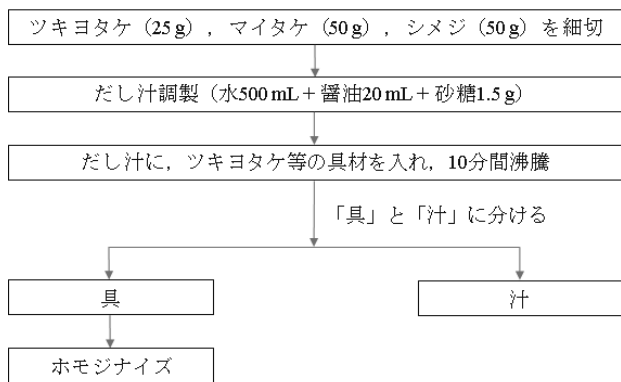 ツキヨタケ（25 g），マイタケ（50 g），シメジ（50 g）を細切
だし汁調製（水500 mL＋醤油20 mL＋砂糖1.5 g）
だし汁に，ツキヨタケ等の具材を入れ，10分間沸騰
「具」と「汁」に分ける
具
汁
ホモジナイズ